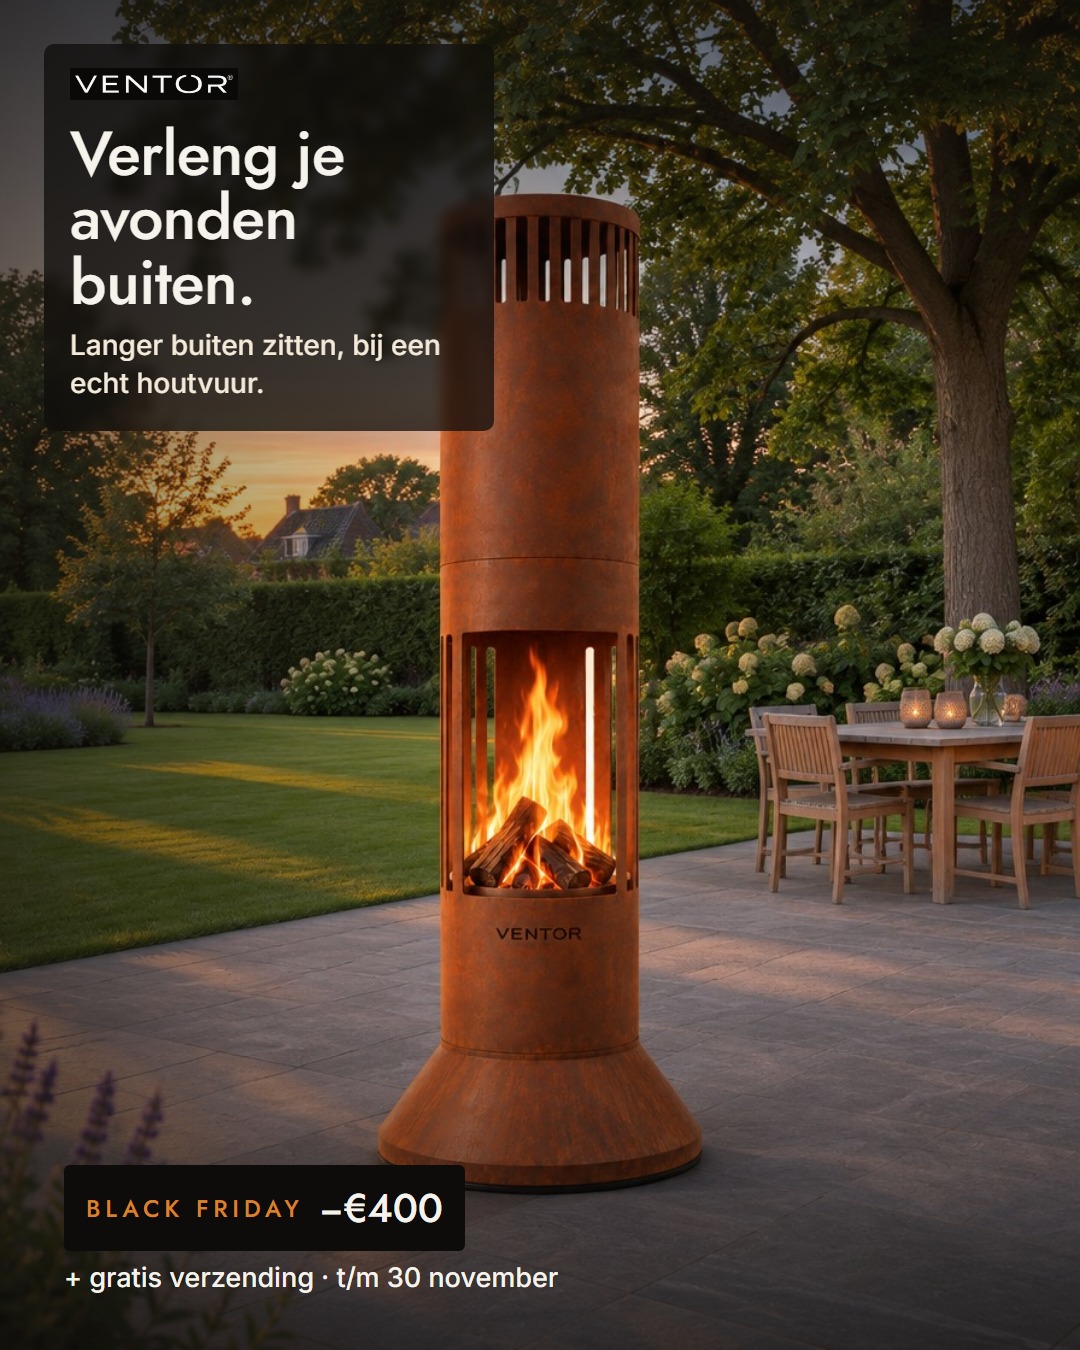 VENTOR®
Verleng je
avonden
buiten.
Langer buiten zitten, bij een
echt houtvuur.
VENTOR
BLACK FRIDAY –€400
+ gratis verzending · t/m 30 november